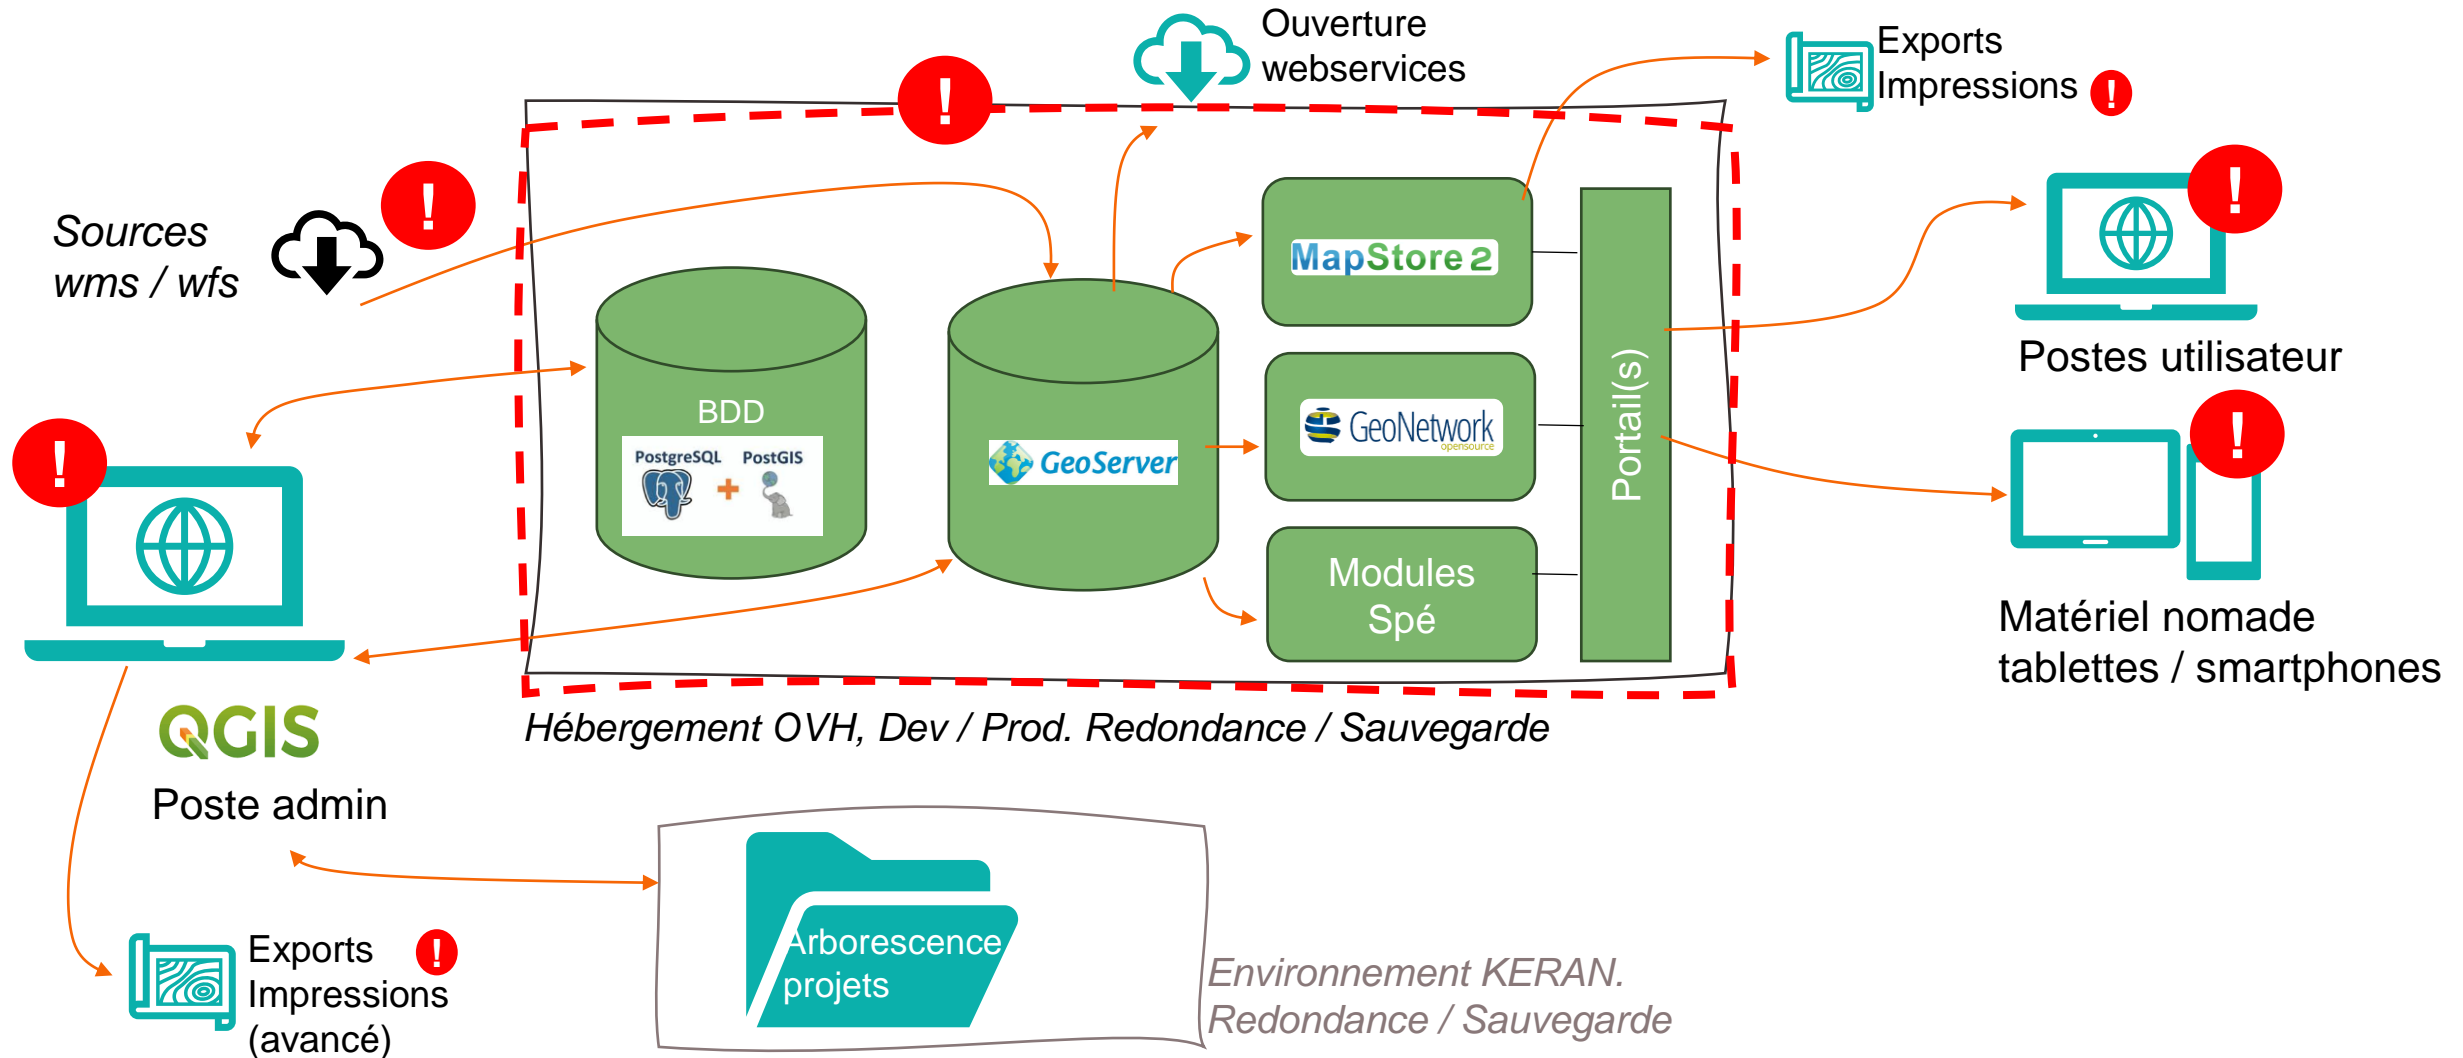 Ouverture
webservices
Exports
Impressions
!
!
!
!
Sources
wms / wfs
MapStore 2
Postes utilisateur
BDD
PostgreSQL PostGIS
+
GeoServer
GeoNetwork
opensource
Portail(s)
!
!
Modules
Spé
Matériel nomade
tablettes / smartphones
Hébergement OVH, Dev / Prod. Redondance / Sauvegarde
QGIS
Poste admin
Arborescence
projets
Exports
Impressions
(avancé)
!
Environnement KERAN.
Redondance / Sauvegarde